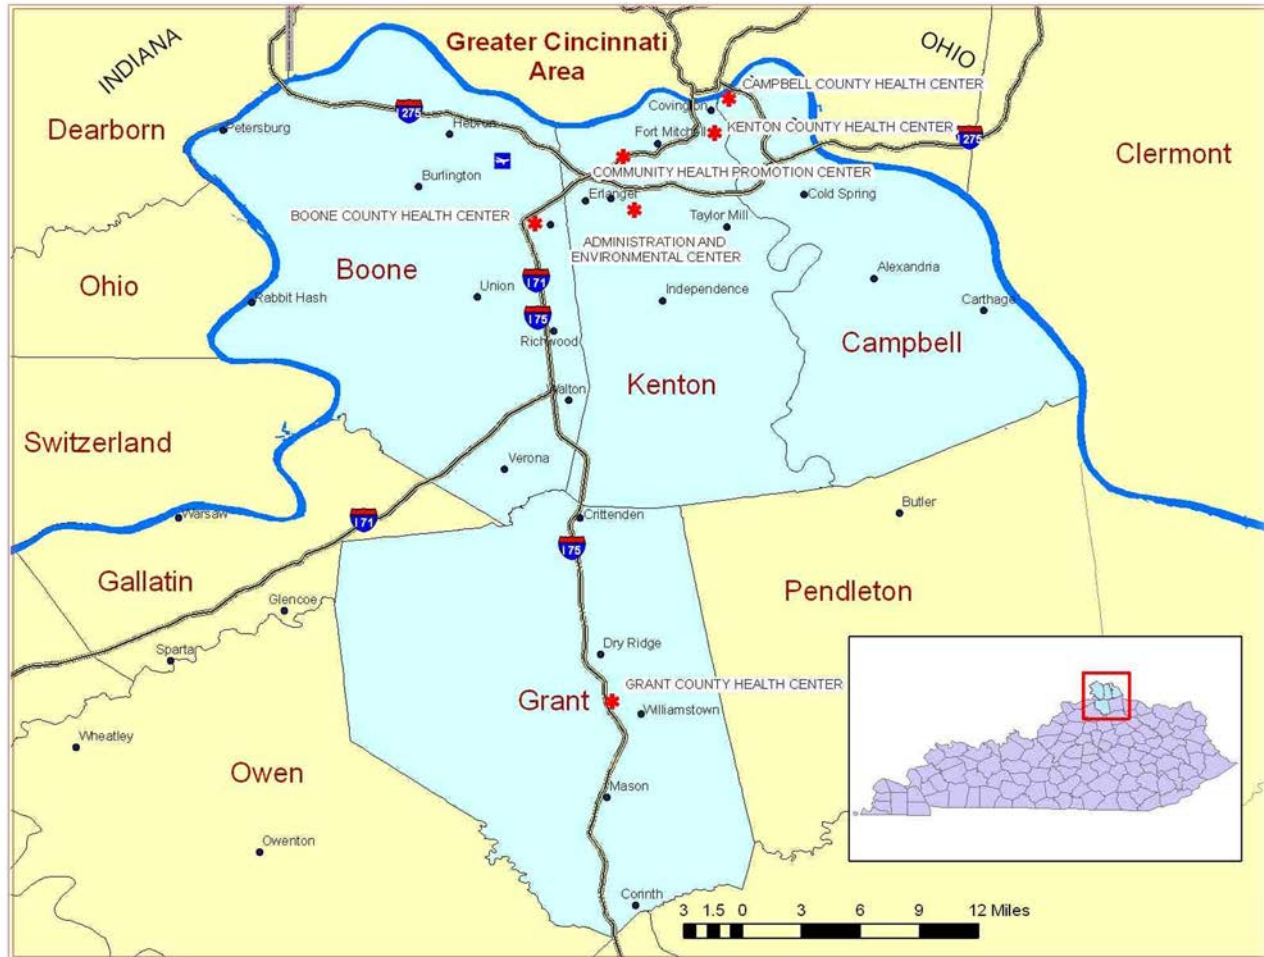 INDIANA
Greater Cincinnati
Area
OHIO
Dearborn
Petersburg
I 275
Hebron
Covington
CAMPBELL COUNTY HEALTH CENTER
Fort Mitchell
KENTON COUNTY HEALTH CENTER
I 275
Clermont
Burlington
COMMUNITY HEALTH PROMOTION CENTER
Erlanger
Cold Spring
BOONE COUNTY HEALTH CENTER
Taylor Mill
ADMINISTRATION AND
ENVIRONMENTAL CENTER
Boone
Ohio
Rabbit Hash
Union
I 71
Independence
Alexandria
Carthage
I 75
Richwood
Campbell
Kenton
Walton
Switzerland
Verona
Warsaw
I 71
Crittenden
Butler
I 75
Gallatin
Glencoe
Pendleton
Sparta
Dry Ridge
Grant
GRANT COUNTY HEALTH CENTER
Williamstown
Wheatley
Owen
Mason
Owenton
Corinth
3 1.5 0 3 6 9 12 Miles